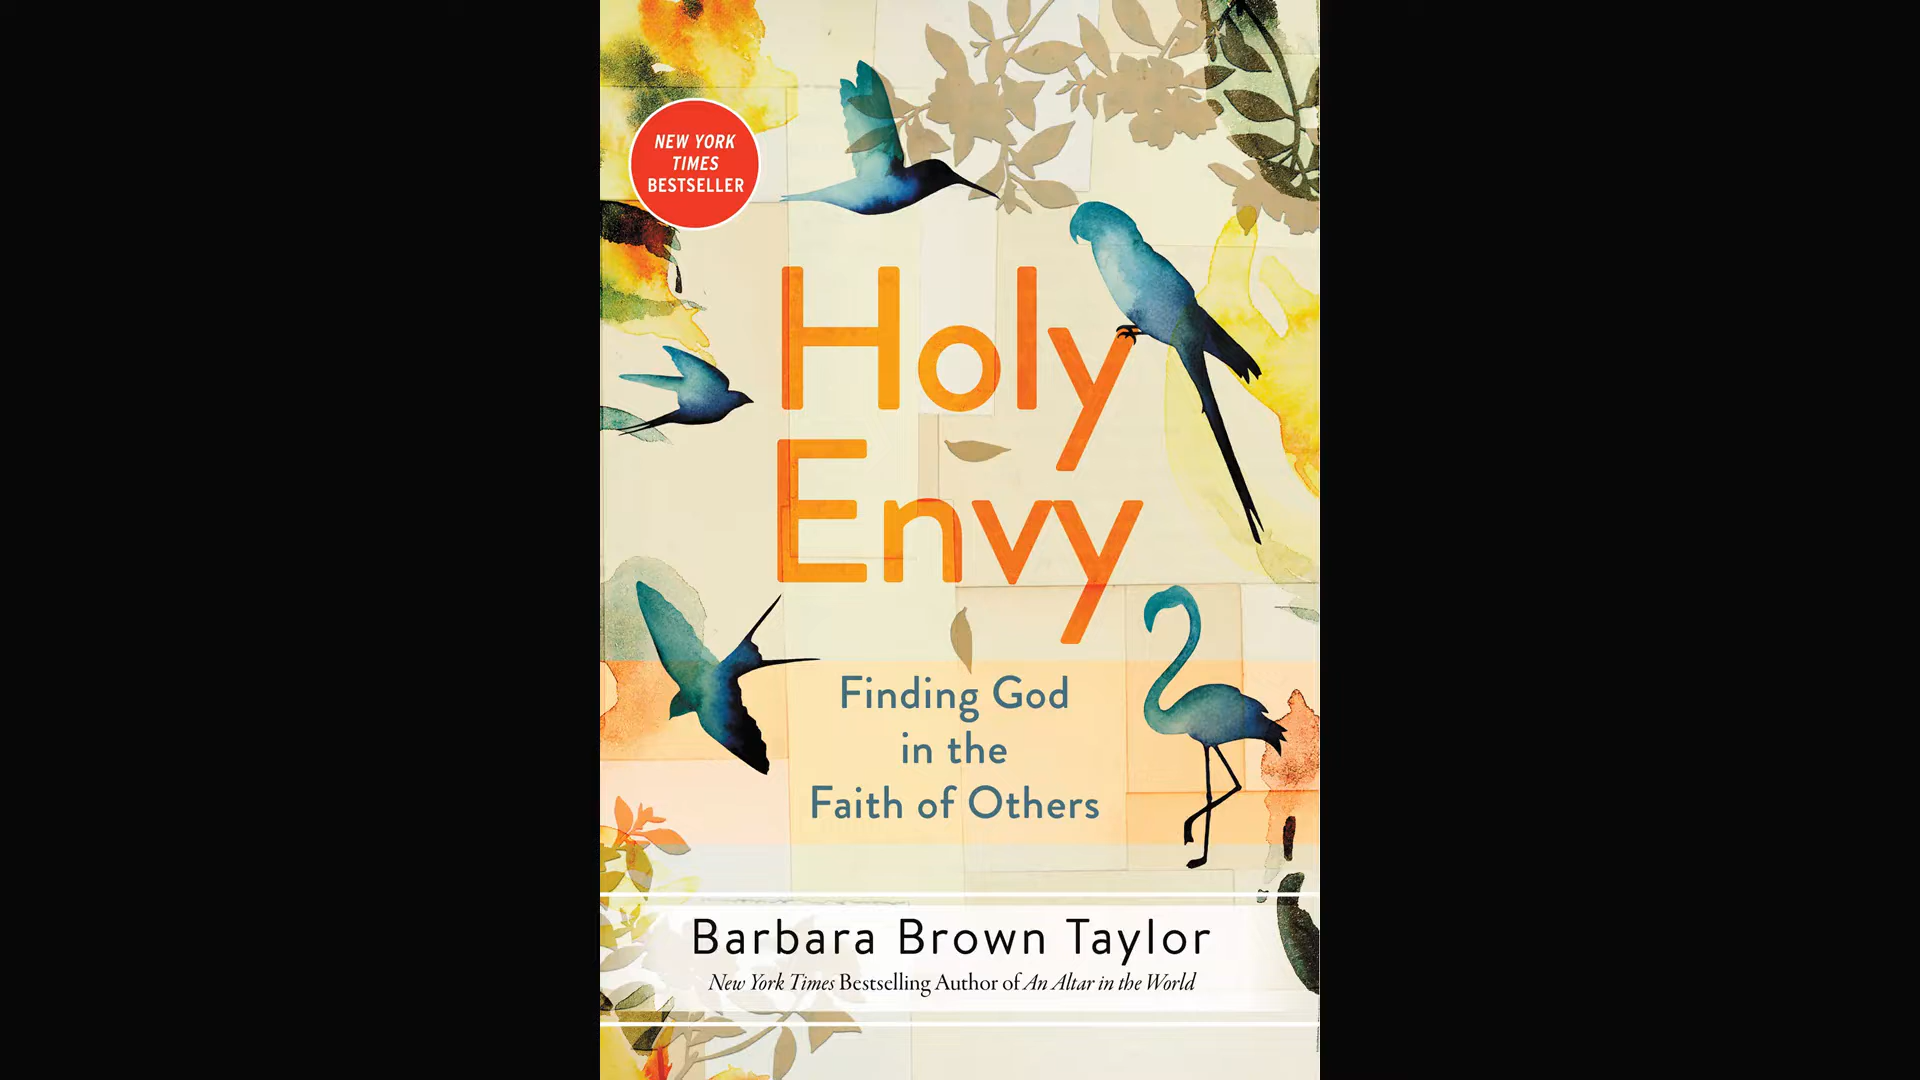 NEW YORK
TIMES
BESTSELLER
Holy
Envy
Finding God
in the
Faith of Others
Barbara Brown Taylor
New York Times Bestselling Author of An Altar in the World